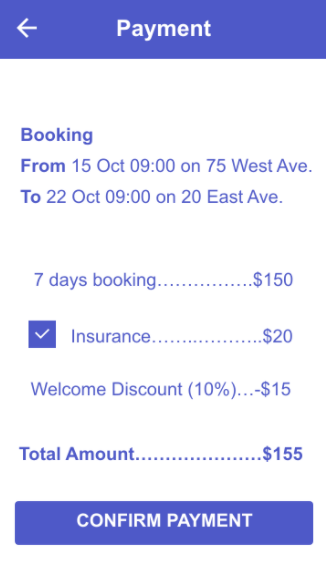 Payment
Booking
From 15 Oct 09:00 on 75 West Ave.
To 22 Oct 09:00 on 20 East Ave.
7 days booking…………….$150
Insurance……..………..$20
Welcome Discount (10%)…-$15
Total Amount…………………$155
CONFIRM PAYMENT